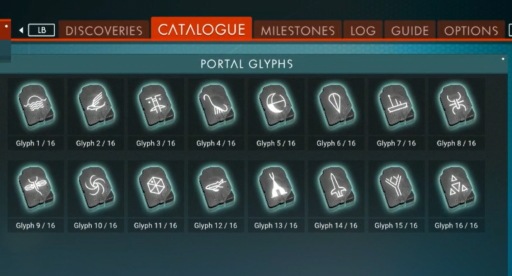 LB DISCOVERIES CATALOGUE MILESTONES LOG GUIDE OPTIONS
PORTAL GLYPHS
Glyph 1 / 16 Glyph 2 / 16 Glyph 3 / 16 Glyph 4 / 16 Glyph 5 / 16 Glyph 6 / 16 Glyph 7 / 16 Glyph 8 / 16
Glyph 9 / 16 Glyph 10 / 16 Glyph 11 / 16 Glyph 12 / 16 Glyph 13 / 16 Glyph 14 / 16 Glyph 15 / 16 Glyph 16 / 16